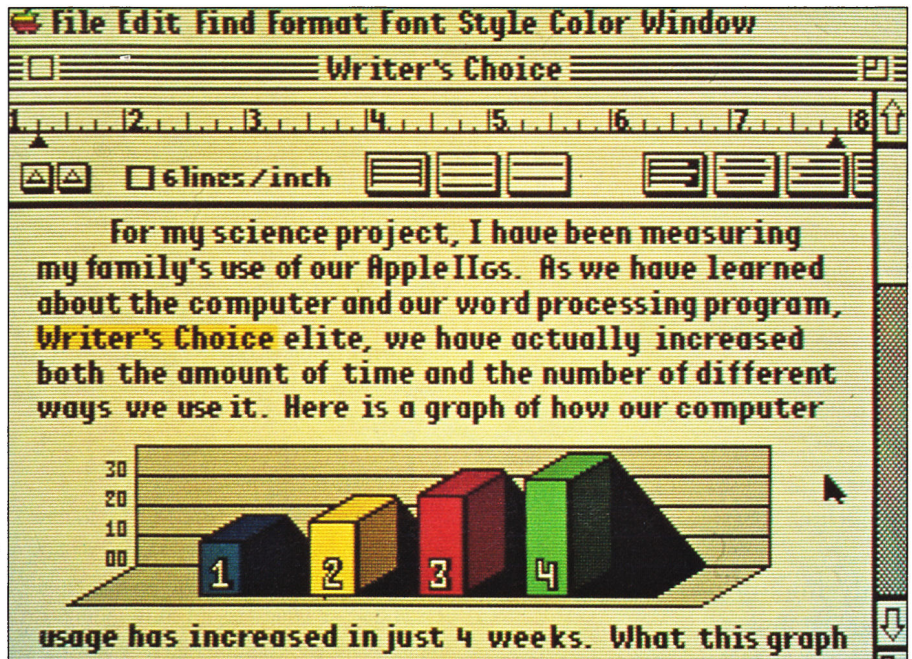 File Edit Find Format Font Style Color Window
Writer's Choice
1 2 3 4 5 6 7 8
6lines/inch
For my science project, I have been measuring
my family's use of our Apple IIGS. As we have learned
about the computer and our word processing program,
Writer's Choice elite, we have actually increased
both the amount of time and the number of different
ways we use it. Here is a graph of how our computer
30
20
10
00
1 2 3 4
usage has increased in just 4 weeks. What this graph